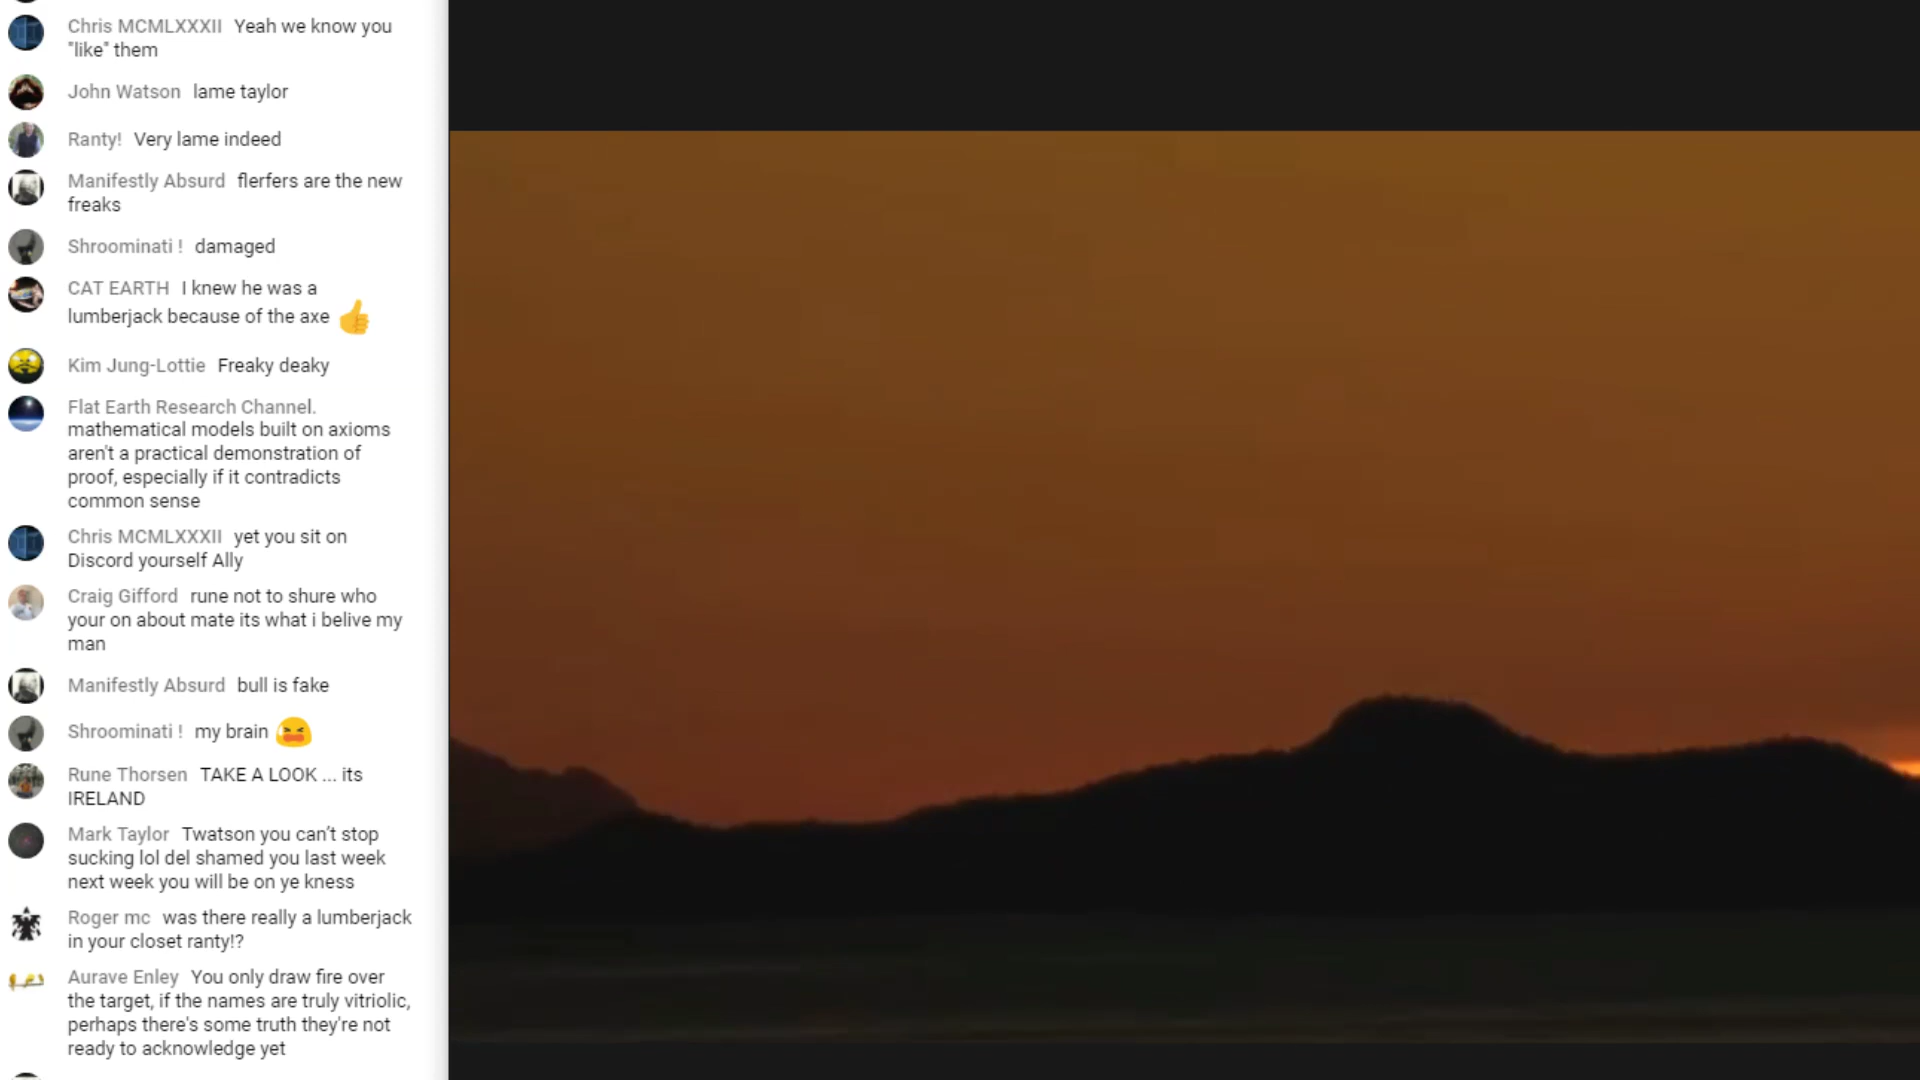 Chris MCMLXXXII Yeah we know you
"like" them
John Watson lame taylor
Ranty! Very lame indeed
Manifestly Absurd flerfers are the new
freaks
Shroominati ! damaged
CAT EARTH I knew he was a
lumberjack because of the axe
Kim Jung-Lottie Freaky deaky
Flat Earth Research Channel.
mathematical models built on axioms
aren't a practical demonstration of
proof, especially if it contradicts
common sense
Chris MCMLXXXII yet you sit on
Discord yourself Ally
Craig Gifford rune not to shure who
your on about mate its what i belive my
man
Manifestly Absurd bull is fake
Shroominati ! my brain
Rune Thorsen TAKE A LOOK ... its
IRELAND
Mark Taylor Twatson you can’t stop
sucking lol del shamed you last week
next week you will be on ye kness
Roger mc was there really a lumberjack
in your closet ranty!?
Aurave Enley You only draw fire over
the target, if the names are truly vitriolic,
perhaps there's some truth they're not
ready to acknowledge yet